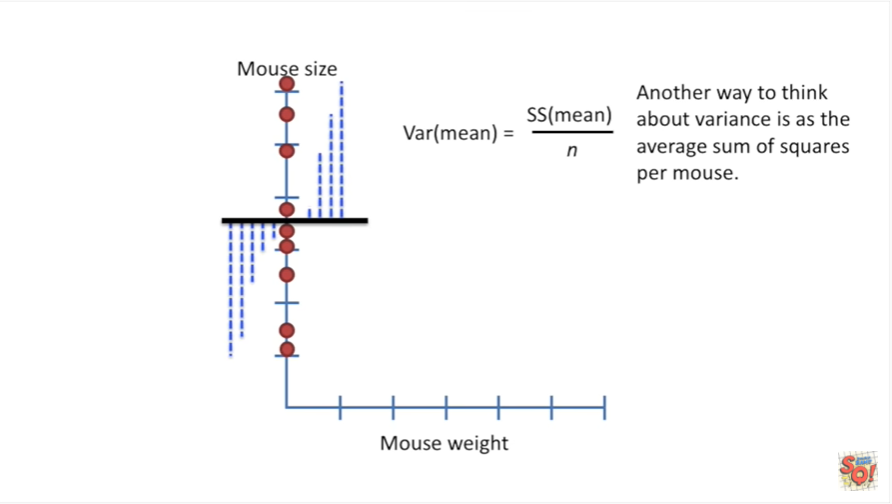 Mouse size
Var(mean) = SS(mean)
n
Another way to think
about variance is as the
average sum of squares
per mouse.
Mouse weight
SQ!